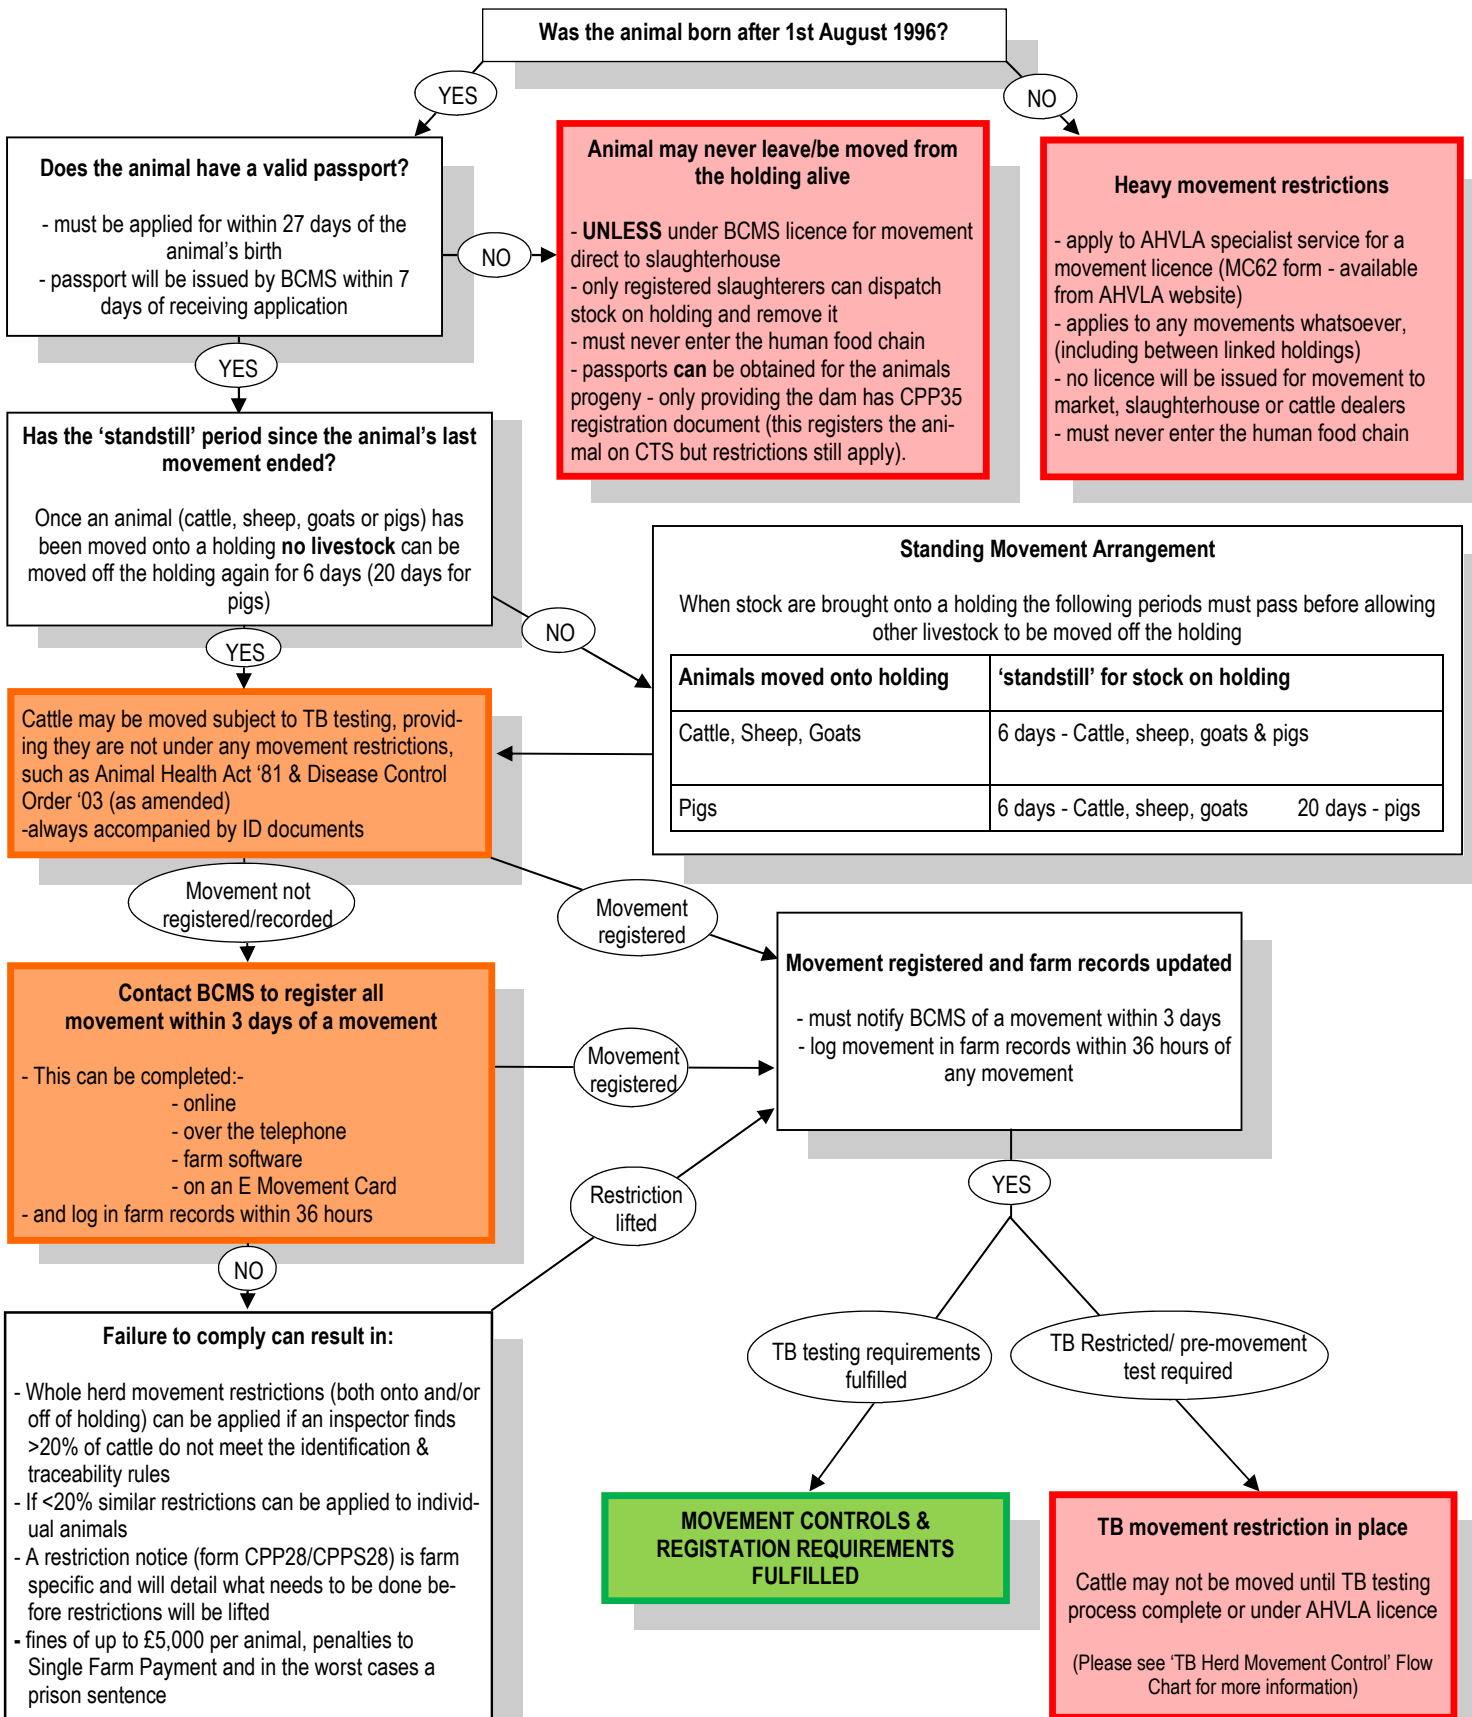 Was the animal born after 1st August 1996?
YES
NO
Does the animal have a valid passport?
- must be applied for within 27 days of the
animal's birth
- passport will be issued by BCMS within 7
days of receiving application
NO
Animal may never leave/be moved from
the holding alive
- UNLESS under BCMS licence for movement
direct to slaughterhouse
- only registered slaughterers can dispatch
stock on holding and remove it
- must never enter the human food chain
- passports can be obtained for the animals
progeny - only providing the dam has CPP35
registration document (this registers the ani-
mal on CTS but restrictions still apply).
Heavy movement restrictions
- apply to AHVLA specialist service for a
movement licence (MC62 form - available
from AHVLA website)
- applies to any movements whatsoever,
(including between linked holdings)
- no licence will be issued for movement to
market, slaughterhouse or cattle dealers
- must never enter the human food chain
YES
Has the ‘standstill’ period since the animal's last
movement ended?
Once an animal (cattle, sheep, goats or pigs) has
been moved onto a holding no livestock can be
moved off the holding again for 6 days (20 days for
pigs)
NO
Standing Movement Arrangement
When stock are brought onto a holding the following periods must pass before allowing
other livestock to be moved off the holding
Animals moved onto holding
‘standstill’ for stock on holding
Cattle, Sheep, Goats
6 days - Cattle, sheep, goats & pigs
Pigs
6 days - Cattle, sheep, goats 20 days - pigs
YES
Cattle may be moved subject to TB testing, provid-
ing they are not under any movement restrictions,
such as Animal Health Act ‘81 & Disease Control
Order ‘03 (as amended)
-always accompanied by ID documents
Movement not
registered/recorded
Movement
registered
Contact BCMS to register all
movement within 3 days of a movement
- This can be completed:-
- online
- over the telephone
- farm software
- on an E Movement Card
- and log in farm records within 36 hours
Movement
registered
Movement registered and farm records updated
- must notify BCMS of a movement within 3 days
- log movement in farm records within 36 hours of
any movement
NO
Restriction
lifted
YES
Failure to comply can result in:
- Whole herd movement restrictions (both onto and/or
off of holding) can be applied if an inspector finds
>20% of cattle do not meet the identification &
traceability rules
- If <20% similar restrictions can be applied to individ-
ual animals
- A restriction notice (form CPP28/CPPS28) is farm
specific and will detail what needs to be done be-
fore restrictions will be lifted
- fines of up to £5,000 per animal, penalties to
Single Farm Payment and in the worst cases a
prison sentence
TB testing requirements
fulfilled
TB Restricted/ pre-movement
test required
MOVEMENT CONTROLS &
REGISTATION REQUIREMENTS
FULFILLED
TB movement restriction in place
Cattle may not be moved until TB testing
process complete or under AHVLA licence
(Please see ‘TB Herd Movement Control’ Flow
Chart for more information)